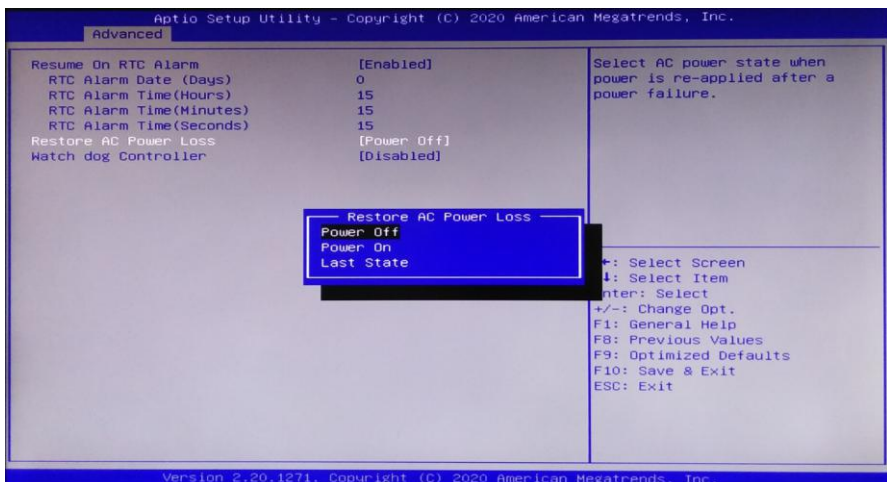 Aptio Setup Utility - Copyright (C) 2020 American Megatrends, Inc.
Advanced
Resume On RTC Alarm [Enabled]
RTC Alarm Date (Days) 0
RTC Alarm Time(Hours) 15
RTC Alarm Time(Minutes) 15
RTC Alarm Time(Seconds) 15
Restore AC Power Loss [Power Off]
Watch dog Controller [Disabled]
Select AC power state when
power is re-applied after a
power failure.
Restore AC Power Loss
Power Off
Power On
Last State
←: Select Screen
↓: Select Item
nter: Select
+/-: Change Opt.
F1: General Help
F8: Previous Values
F9: Optimized Defaults
F10: Save & Exit
ESC: Exit
Version 2.20.1271. Copyright (C) 2020 American Megatrends, Inc.